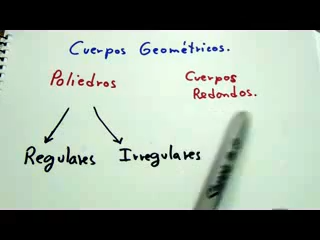 Cuerpos Geométricos.
Poliedros
Cuerpos
Redondos.
Regulares
Irregulares